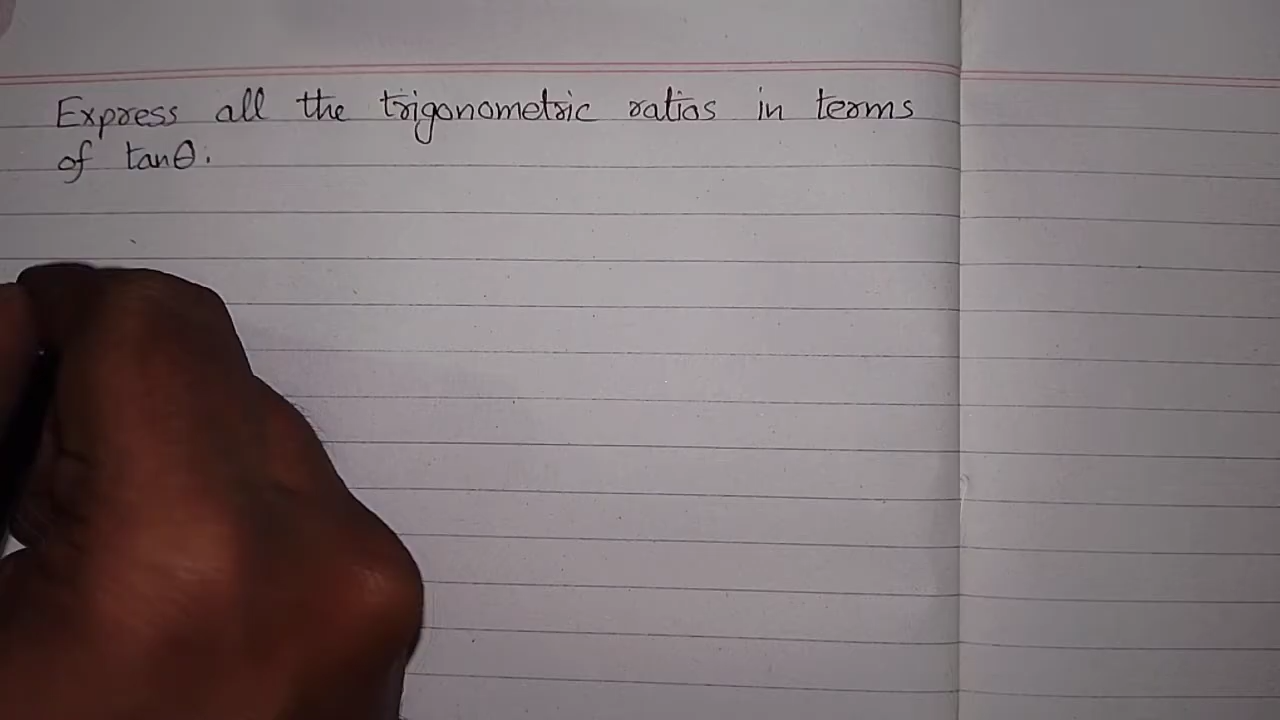 Express all the trigonometric ratios in terms
of tanθ.